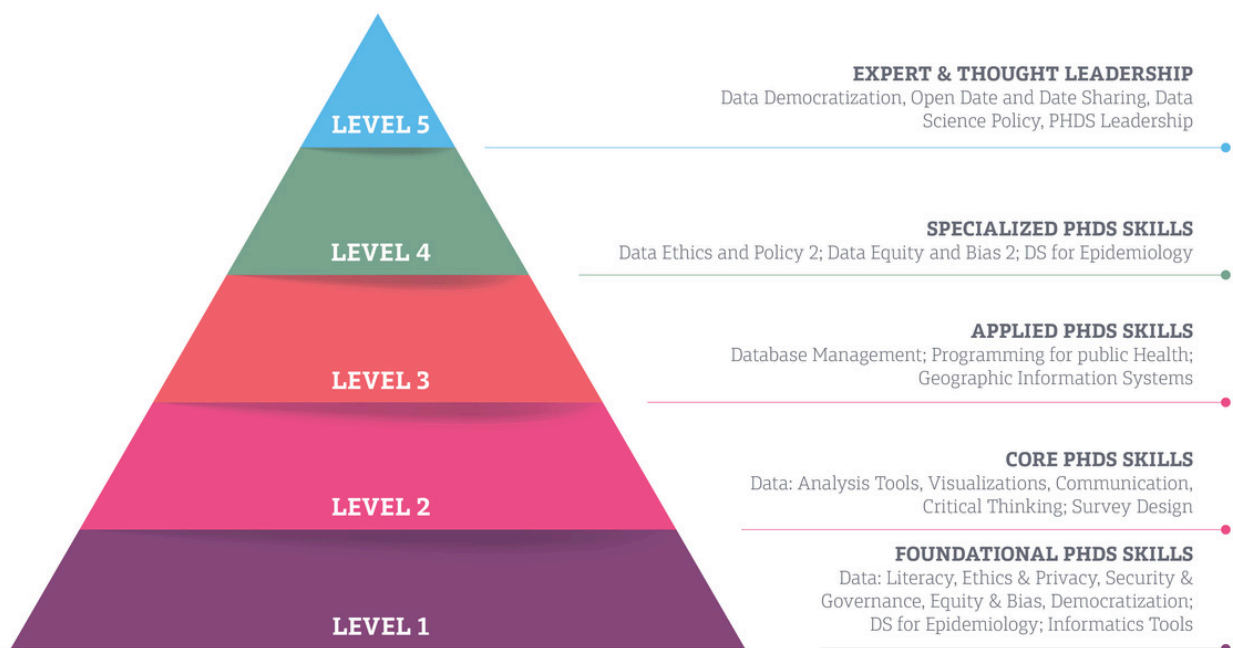 LEVEL 5
EXPERT & THOUGHT LEADERSHIP
Data Democratization, Open Date and Date Sharing, Data
Science Policy, PHDS Leadership
LEVEL 4
SPECIALIZED PHDS SKILLS
Data Ethics and Policy 2; Data Equity and Bias 2; DS for Epidemiology
LEVEL 3
APPLIED PHDS SKILLS
Database Management; Programming for public Health;
Geographic Information Systems
LEVEL 2
CORE PHDS SKILLS
Data: Analysis Tools, Visualizations, Communication,
Critical Thinking; Survey Design
LEVEL 1
FOUNDATIONAL PHDS SKILLS
Data: Literacy, Ethics & Privacy, Security &
Governance, Equity & Bias, Democratization;
DS for Epidemiology; Informatics Tools